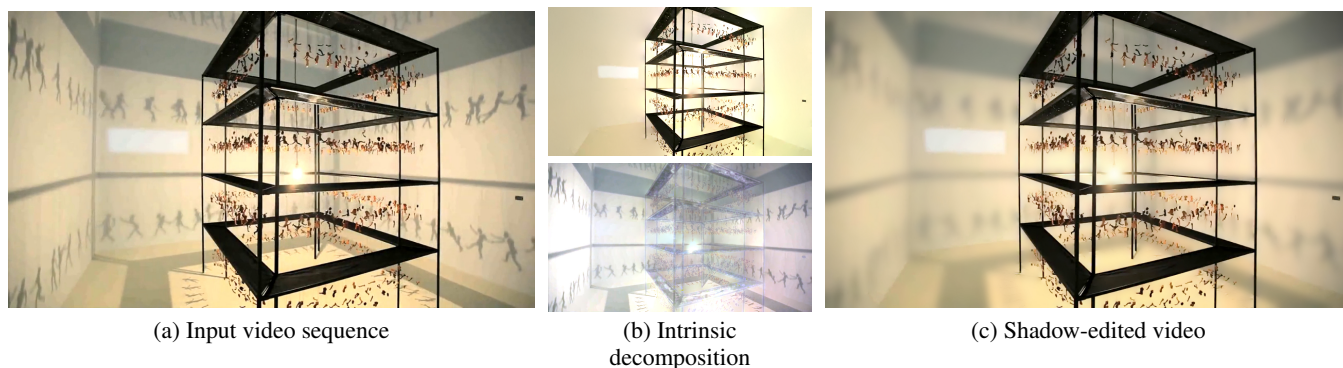 (a) Input video sequence
(b) Intrinsic
decomposition
(c) Shadow-edited video